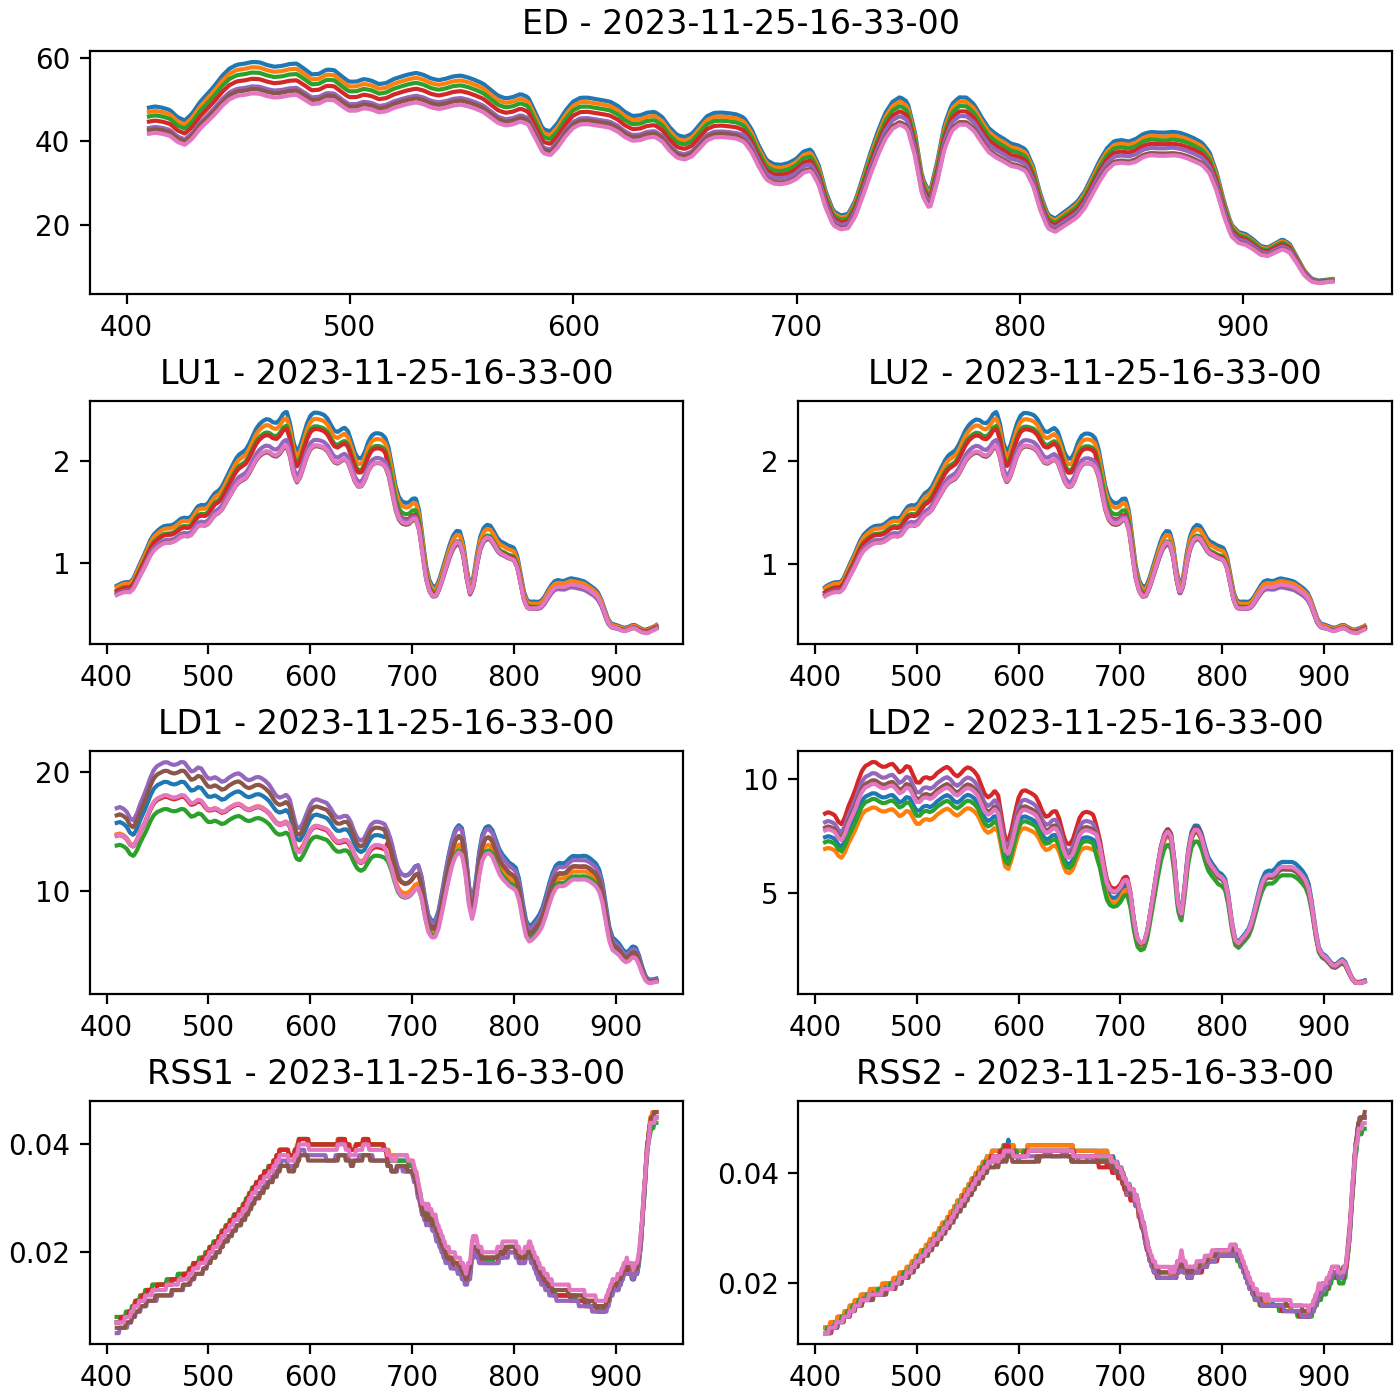 ED - 2023-11-25-16-33-00
60
40
20
400 500 600 700 800 900
LU1 - 2023-11-25-16-33-00
2
1
400 500 600 700 800 900
LU2 - 2023-11-25-16-33-00
2
1
400 500 600 700 800 900
LD1 - 2023-11-25-16-33-00
20
10
400 500 600 700 800 900
LD2 - 2023-11-25-16-33-00
10
5
400 500 600 700 800 900
RSS1 - 2023-11-25-16-33-00
0.04
0.02
400 500 600 700 800 900
RSS2 - 2023-11-25-16-33-00
0.04
0.02
400 500 600 700 800 900